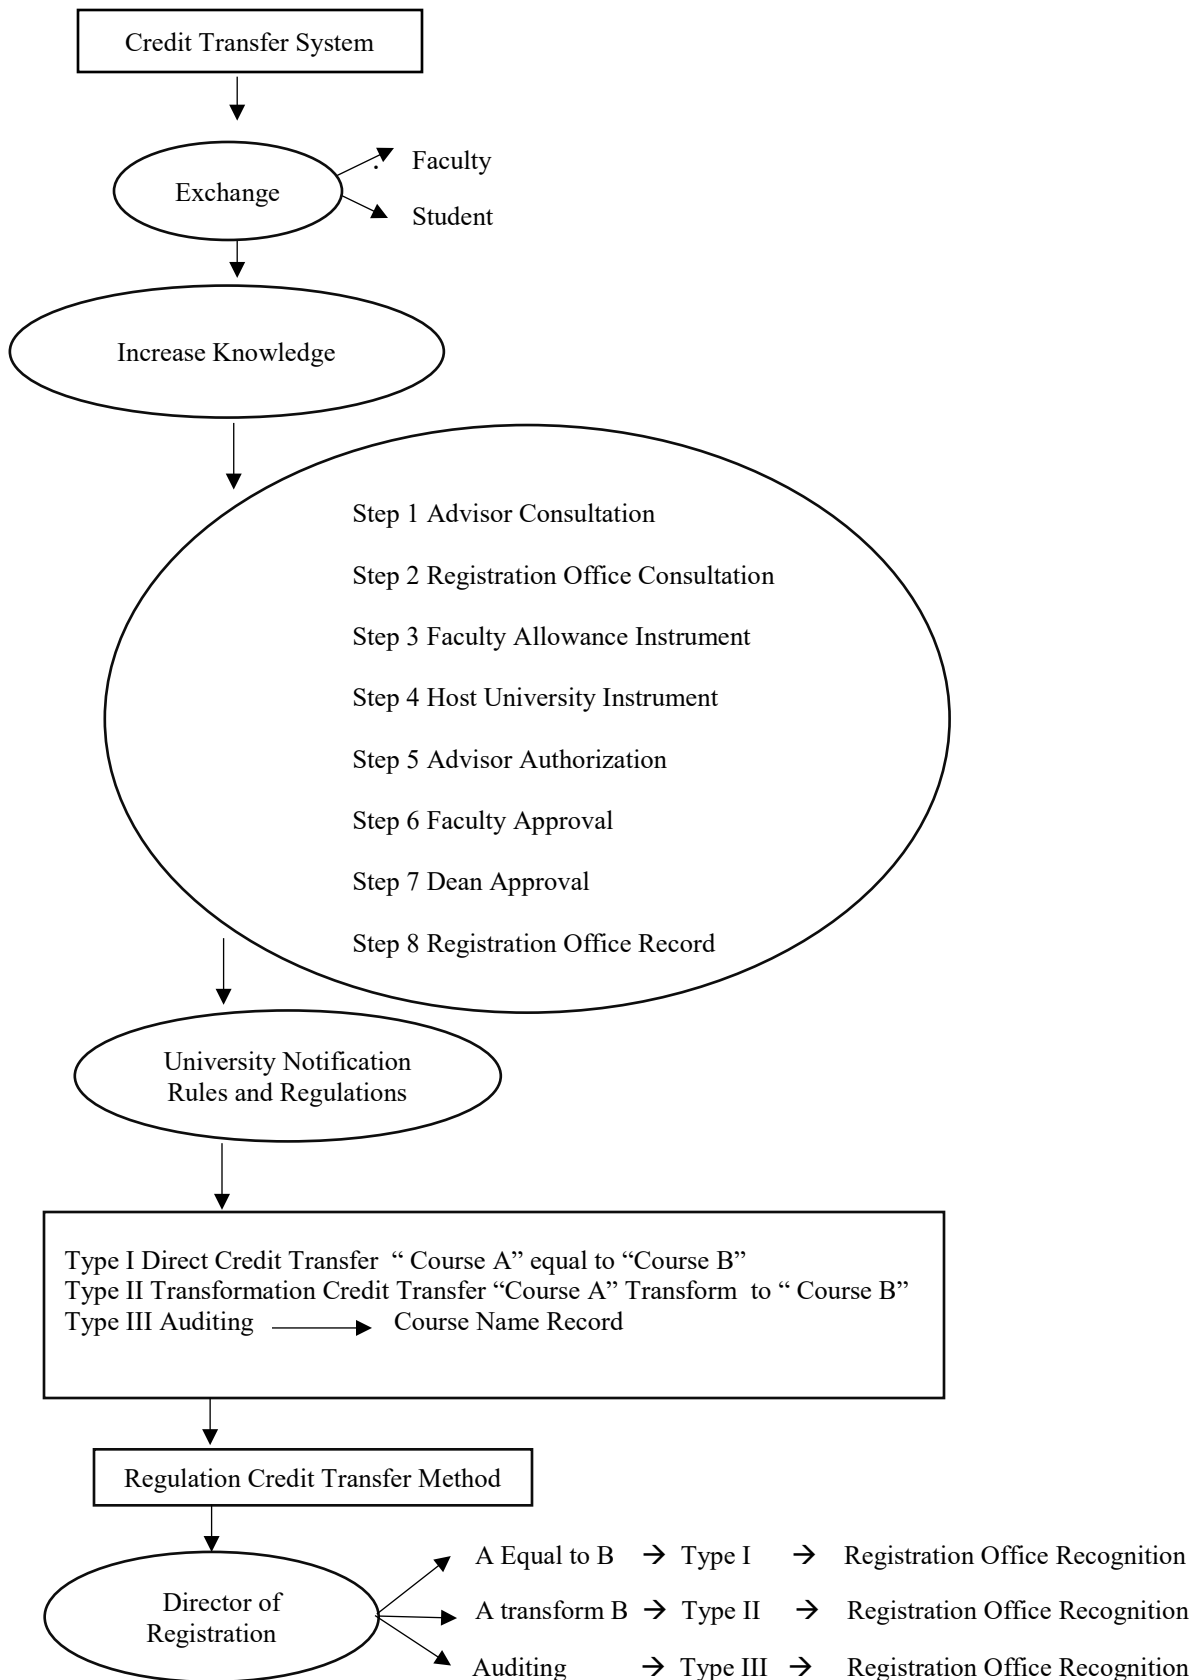 Credit Transfer System
Exchange
. Faculty
Student
Increase Knowledge
Step 1 Advisor Consultation
Step 2 Registration Office Consultation
Step 3 Faculty Allowance Instrument
Step 4 Host University Instrument
Step 5 Advisor Authorization
Step 6 Faculty Approval
Step 7 Dean Approval
Step 8 Registration Office Record
University Notification
Rules and Regulations
Type I Direct Credit Transfer “ Course A” equal to “Course B”
Type II Transformation Credit Transfer “Course A” Transform to “ Course B”
Type III Auditing Course Name Record
Regulation Credit Transfer Method
Director of
Registration
A Equal to B → Type I → Registration Office Recognition
A transform B → Type II → Registration Office Recognition
Auditing → Type III → Registration Office Recognition